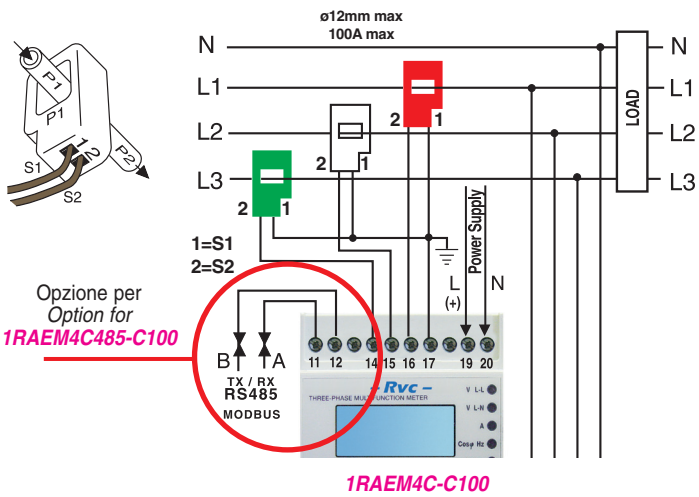 ø12mm max
100A max
N
N
L1
L1
L2
L2
L3
L3
LOAD
P1
P1
P2
1
2
S1
S2
2
1
2
1
2
1
1=S1
2=S2
Power Supply
L
(+)
N
Opzione per
Option for
1RAEM4C485-C100
B
A
TX / RX
RS485
MODBUS
11 12 14 15 16 17 19 20
- Rvc -
THREE-PHASE MULTIFUNCTION METER
V L-L
V L-N
A
Cosφ Hz
1RAEM4C-C100